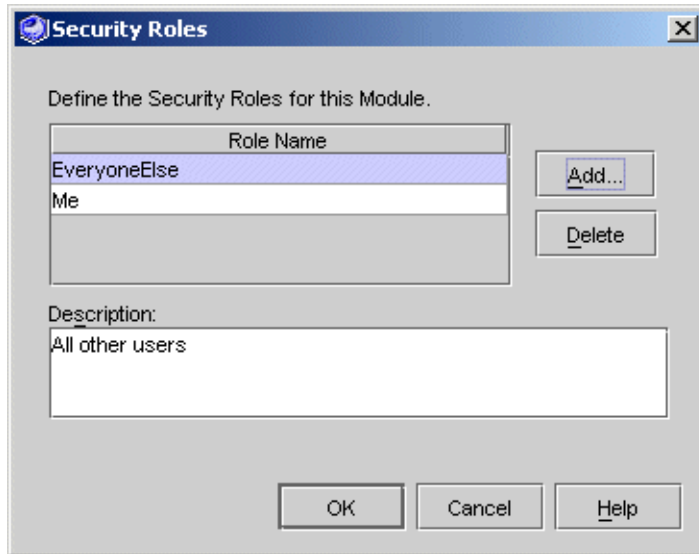 Security Roles
Define the Security Roles for this Module.
Role Name
EveryoneElse
Me
Add...
Delete
Description:
All other users
OK
Cancel
Help